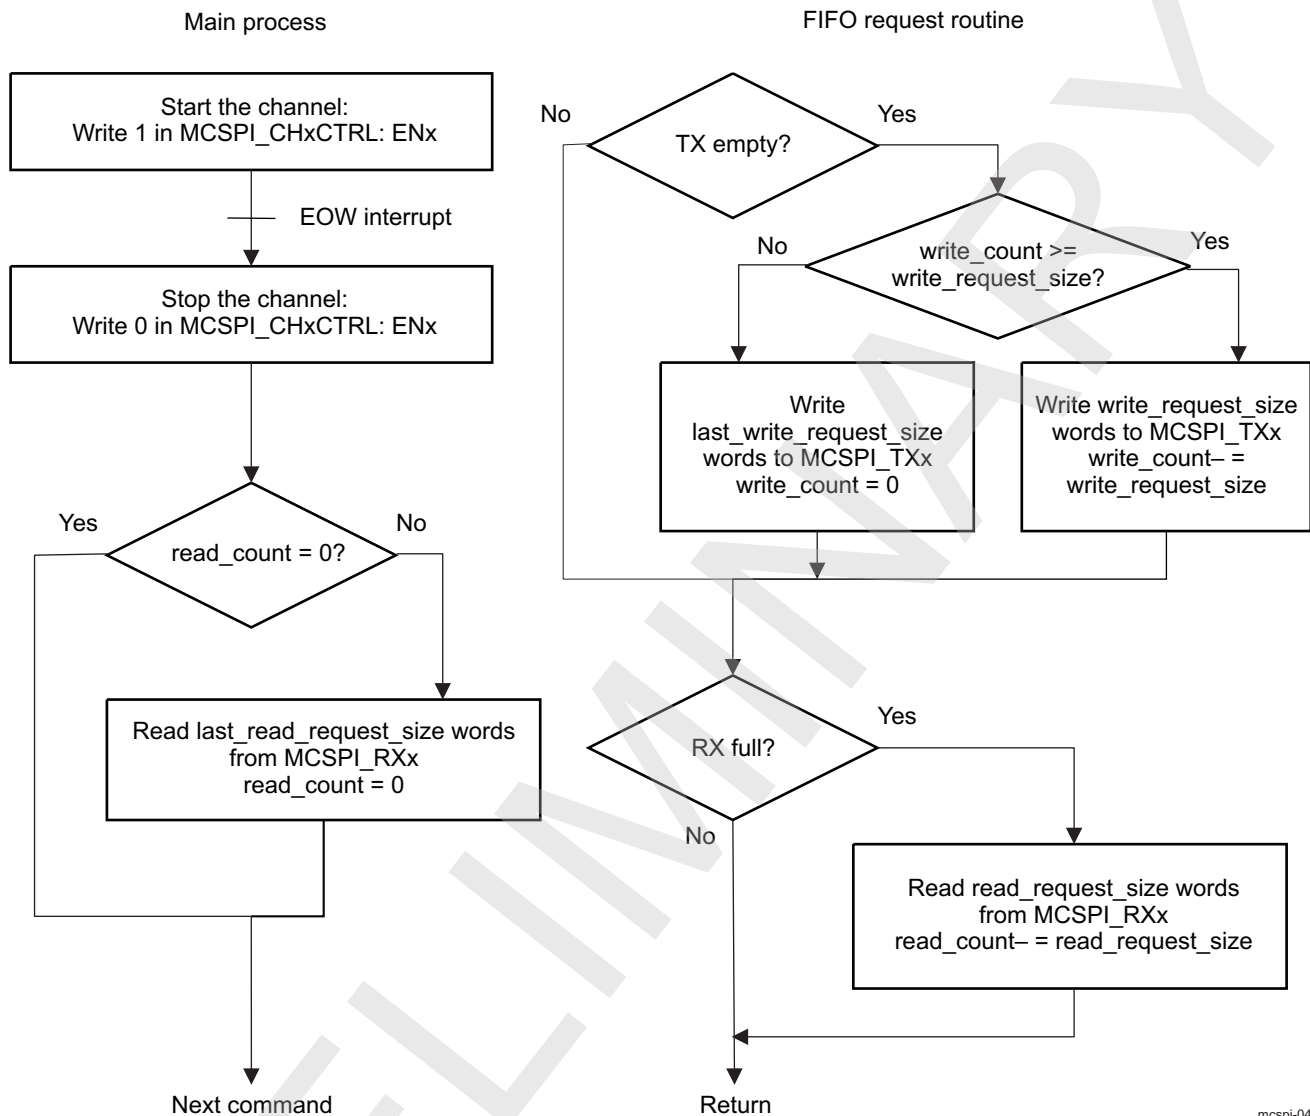 Main process
Start the channel:
Write 1 in MCSPI_CHxCTRL: ENx
EOW interrupt
Stop the channel:
Write 0 in MCSPI_CHxCTRL: ENx
Yes
No
read_count = 0?
Read last_read_request_size words
from MCSPI_RXx
read_count = 0
Next command
FIFO request routine
No
Yes
TX empty?
No
Yes
write_count >=
write_request_size?
Write
last_write_request_size
words to MCSPI_TXx
write_count = 0
Write write_request_size
words to MCSPI_TXx
write_count– =
write_request_size
Yes
RX full?
No
Read read_request_size words
from MCSPI_RXx
read_count– = read_request_size
Return
mcspi-04
ELIMINARY